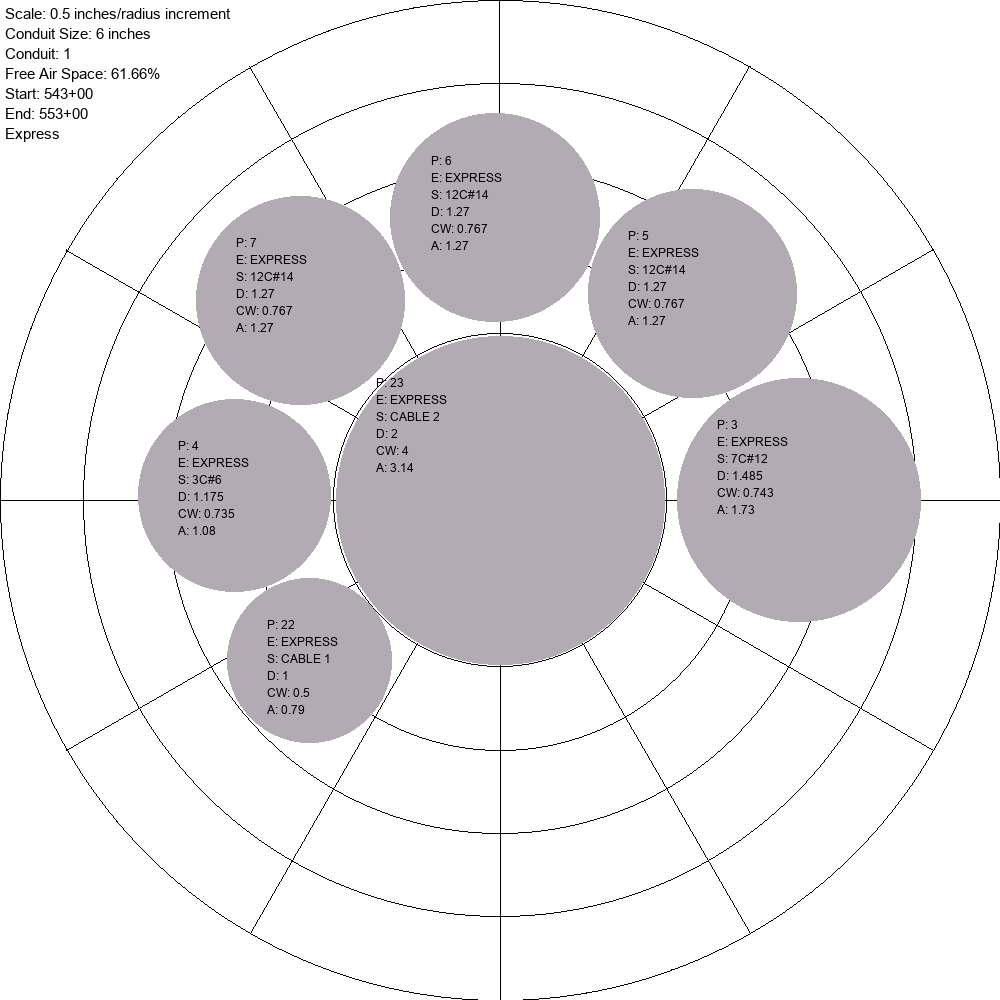 Scale: 0.5 inches/radius increment
Conduit Size: 6 inches
Conduit: 1
Free Air Space: 61.66%
Start: 543+00
End: 553+00
Express
P: 6
E: EXPRESS
S: 12C#14
D: 1.27
CW: 0.767
A: 1.27
P: 7
E: EXPRESS
S: 12C#14
D: 1.27
CW: 0.767
A: 1.27
P: 5
E: EXPRESS
S: 12C#14
D: 1.27
CW: 0.767
A: 1.27
P: 23
E: EXPRESS
S: CABLE 2
D: 2
CW: 4
A: 3.14
P: 3
E: EXPRESS
S: 7C#12
D: 1.485
CW: 0.743
A: 1.73
P: 4
E: EXPRESS
S: 3C#6
D: 1.175
CW: 0.735
A: 1.08
P: 22
E: EXPRESS
S: CABLE 1
D: 1
CW: 0.5
A: 0.79